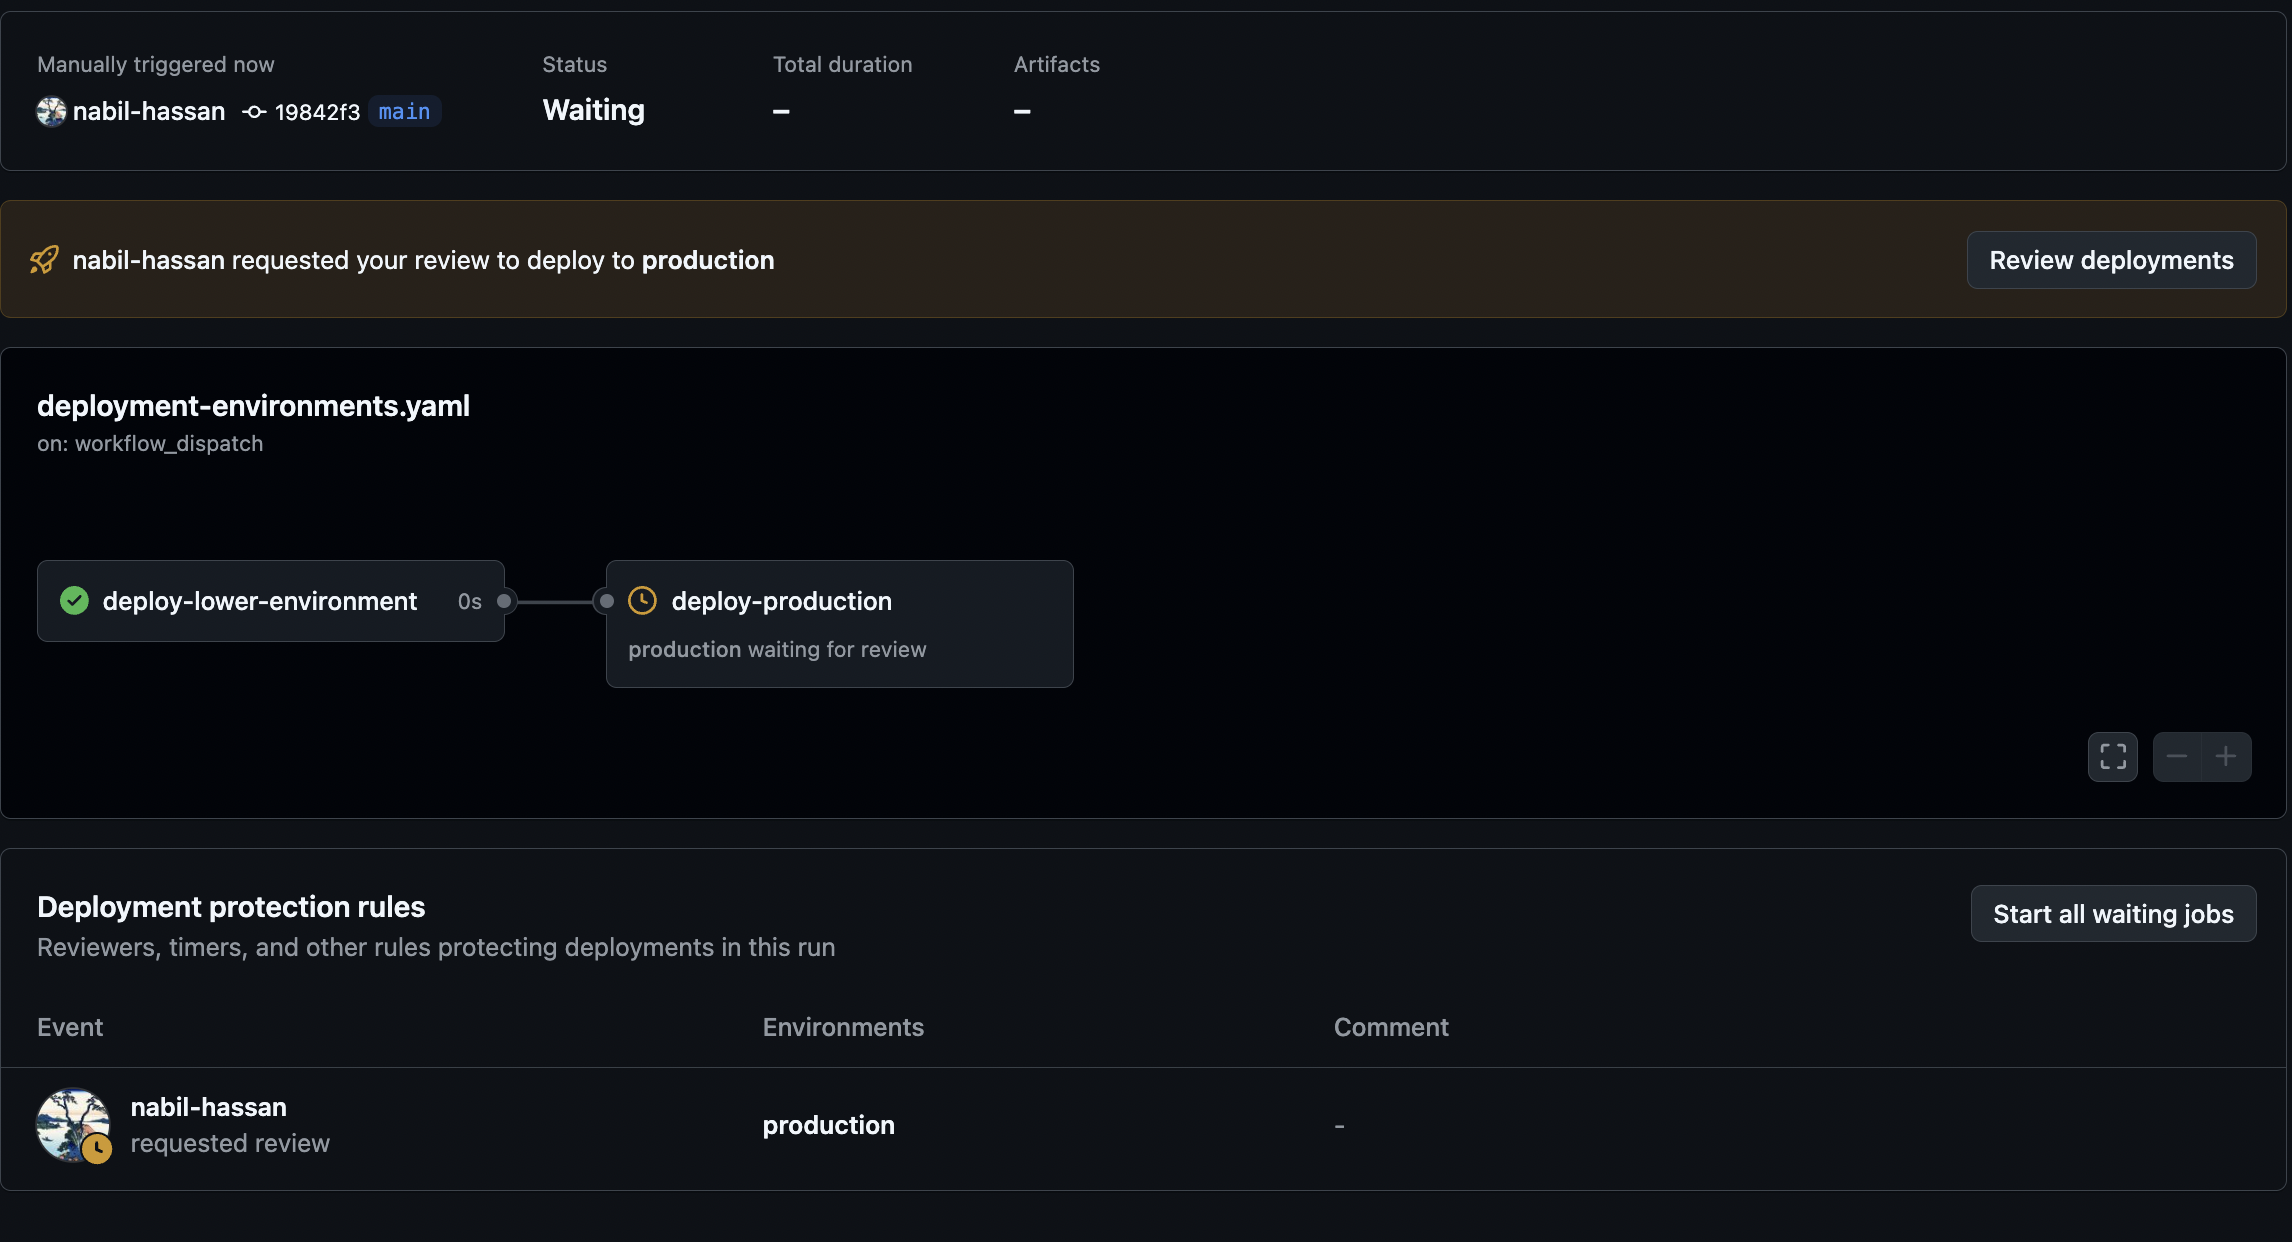 Manually triggered now
nabil-hassan 19842f3 main
Status
Waiting
Total duration
–
Artifacts
–
nabil-hassan requested your review to deploy to production
Review deployments
deployment-environments.yaml
on: workflow_dispatch
deploy-lower-environment 0s
deploy-production
production waiting for review
Deployment protection rules
Reviewers, timers, and other rules protecting deployments in this run
Start all waiting jobs
Event Environments Comment
nabil-hassan
requested review
production
-